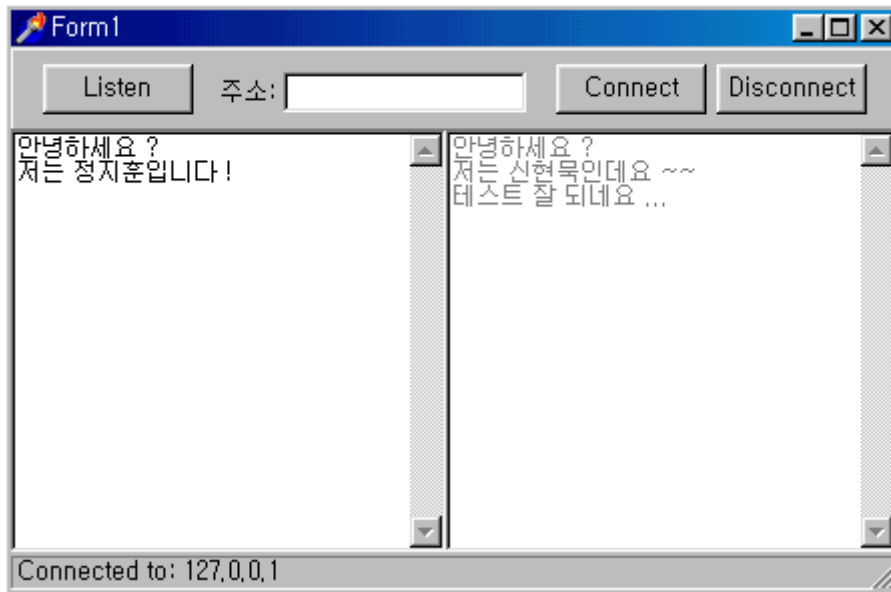 Form1
Listen 주소: Connect Disconnect
안녕하세요 ?
저는 정지훈입니다 !
안녕하세요 ?
저는 신현묵인데요 ~~
테스트 잘 되네요 ...
Connected to: 127,0,0,1